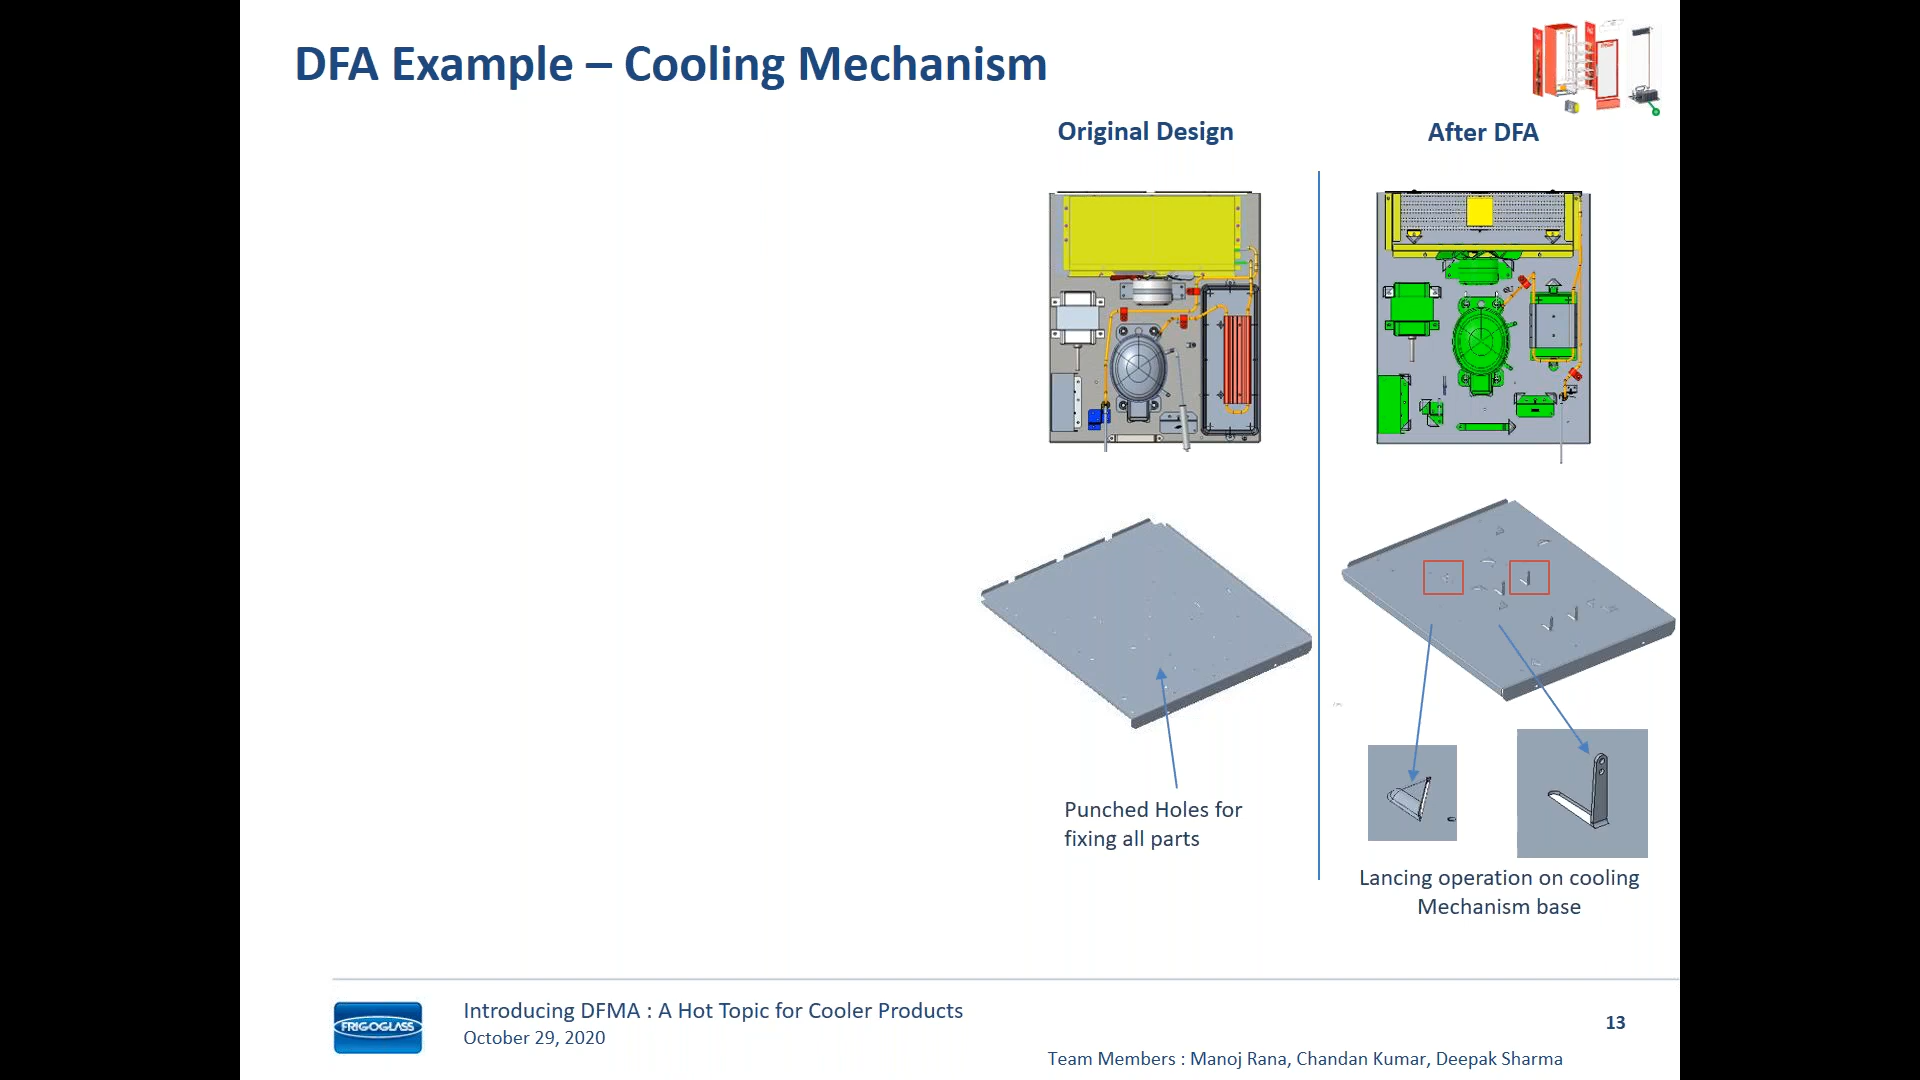 DFA Example – Cooling Mechanism
Original Design
After DFA
Punched Holes for
fixing all parts
Lancing operation on cooling
Mechanism base
FRIGOGLASS
Introducing DFMA : A Hot Topic for Cooler Products
October 29, 2020
13
Team Members : Manoj Rana, Chandan Kumar, Deepak Sharma